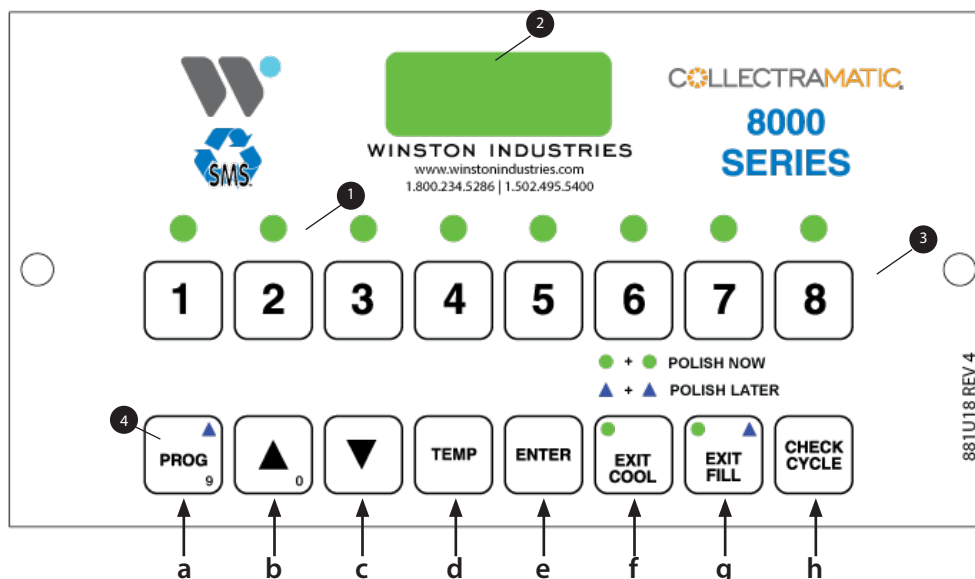 2
COLLECTRAMATIC®
8000
SERIES
SMS
WINSTON INDUSTRIES
www.winstonindustries.com
1.800.234.5286 | 1.502.495.5400
1
3
1 2 3 4 5 6 7 8
● + ● POLISH NOW
▲ + ▲ POLISH LATER
881U18 REV 4
4
PROG 9
▲ 0
▼
TEMP
ENTER
EXIT
COOL
EXIT
FILL
CHECK
CYCLE
a b c d e f g h